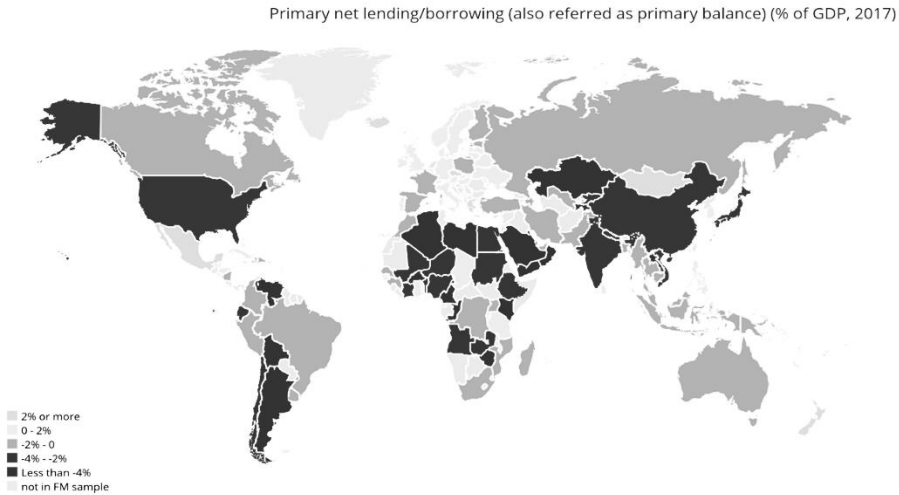 Primary net lending/borrowing (also referred as primary balance) (% of GDP, 2017)
2% or more
0 - 2%
-2% - 0
-4% - -2%
Less than -4%
not in FM sample